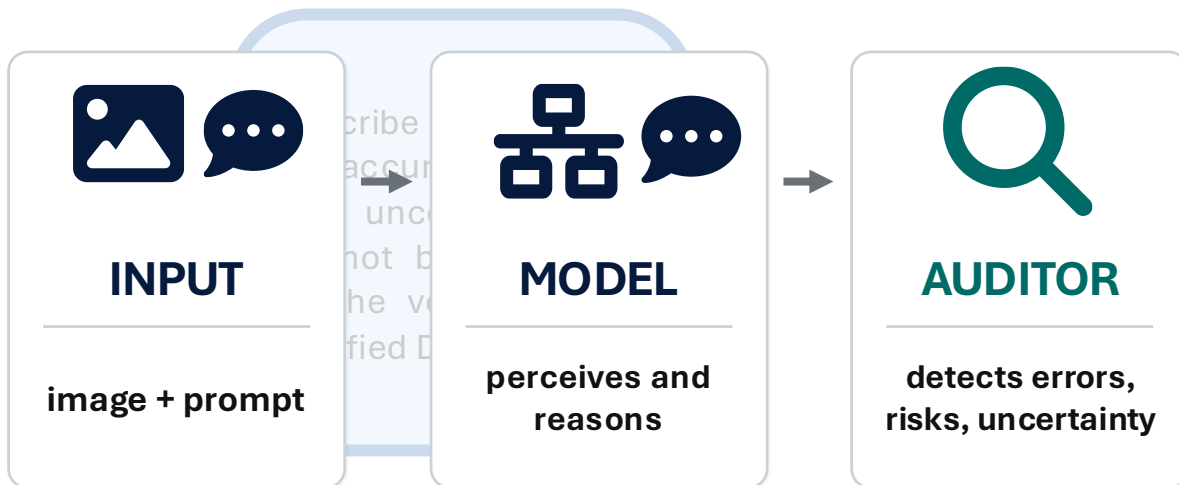 INPUT
image + prompt
MODEL
perceives and
reasons
AUDITOR
detects errors,
risks, uncertainty